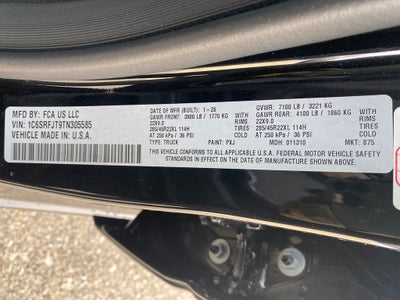 MFD BY: FCA US LLC
VIN: 1C6SRFJT9TN305585
VEHICLE MADE IN U.S.A.
DATE OF MFR (BUILT): 1-26
GAWR FRONT: 3900 LB / 1770 KG
WITH
22X9.0
RIMS
285/45R22XL 114H
TIRES
AT 250 kPa / 36 PSI
COLD
GVWR: 7100 LB / 3221 KG
GAWR REAR: 4100 LB / 1860 KG
WITH
22X9.0
RIMS
285/45R22XL 114H
TIRES
AT 250 kPa / 36 PSI
COLD
TYPE: TRUCK
PAINT: PXJ
MDH: 011310
MKT: 875
THIS VEHICLE CONFORMS TO ALL APPLICABLE U.S.A. FEDERAL MOTOR VEHICLE SAFETY
STANDARDS IN EFFECT ON THE DATE OF MANUFACTURE SHOWN ABOVE.